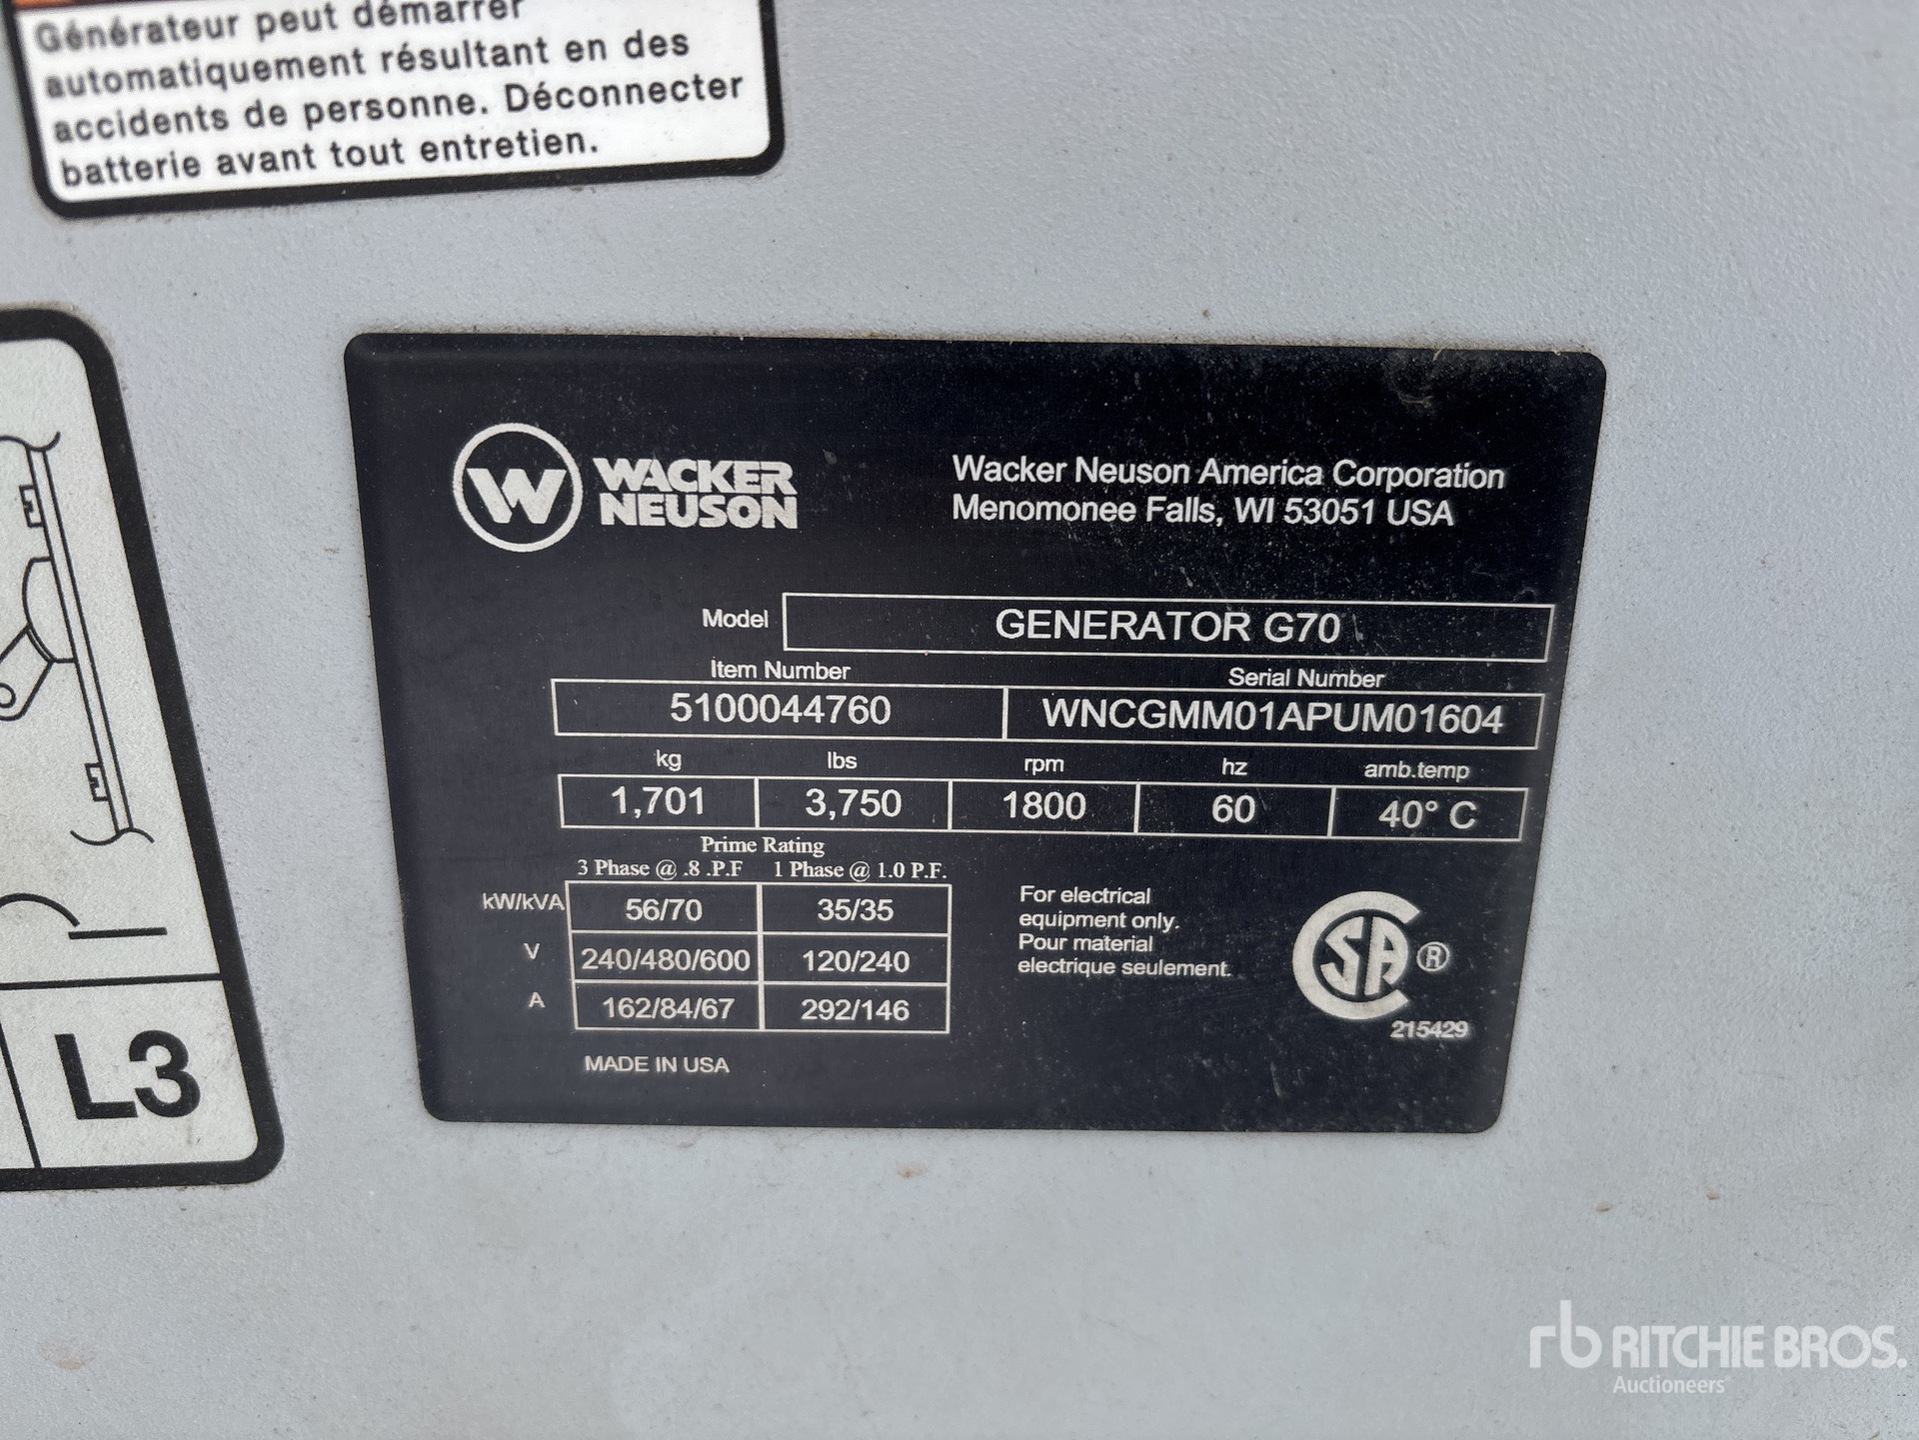 Générateur peut démarrer
automatiquement résultant en des
accidents de personne. Déconnecter
batterie avant tout entretien.
L3
W WACKER
NEUSON
Wacker Neuson America Corporation
Menomonee Falls, WI 53051 USA
Model GENERATOR G70
Item Number Serial Number
5100044760 WNCGMM01APUM01604
kg lbs rpm hz amb.temp
1,701 3,750 1800 60 40° C
Prime Rating
3 Phase @ .8 .P.F 1 Phase @ 1.0 P.F.
kW/kVA 56/70 35/35
V 240/480/600 120/240
A 162/84/67 292/146
For electrical
equipment only.
Pour material
electrique seulement.
CSA ®
215429
MADE IN USA
rb RITCHIE BROS.
Auctioneers